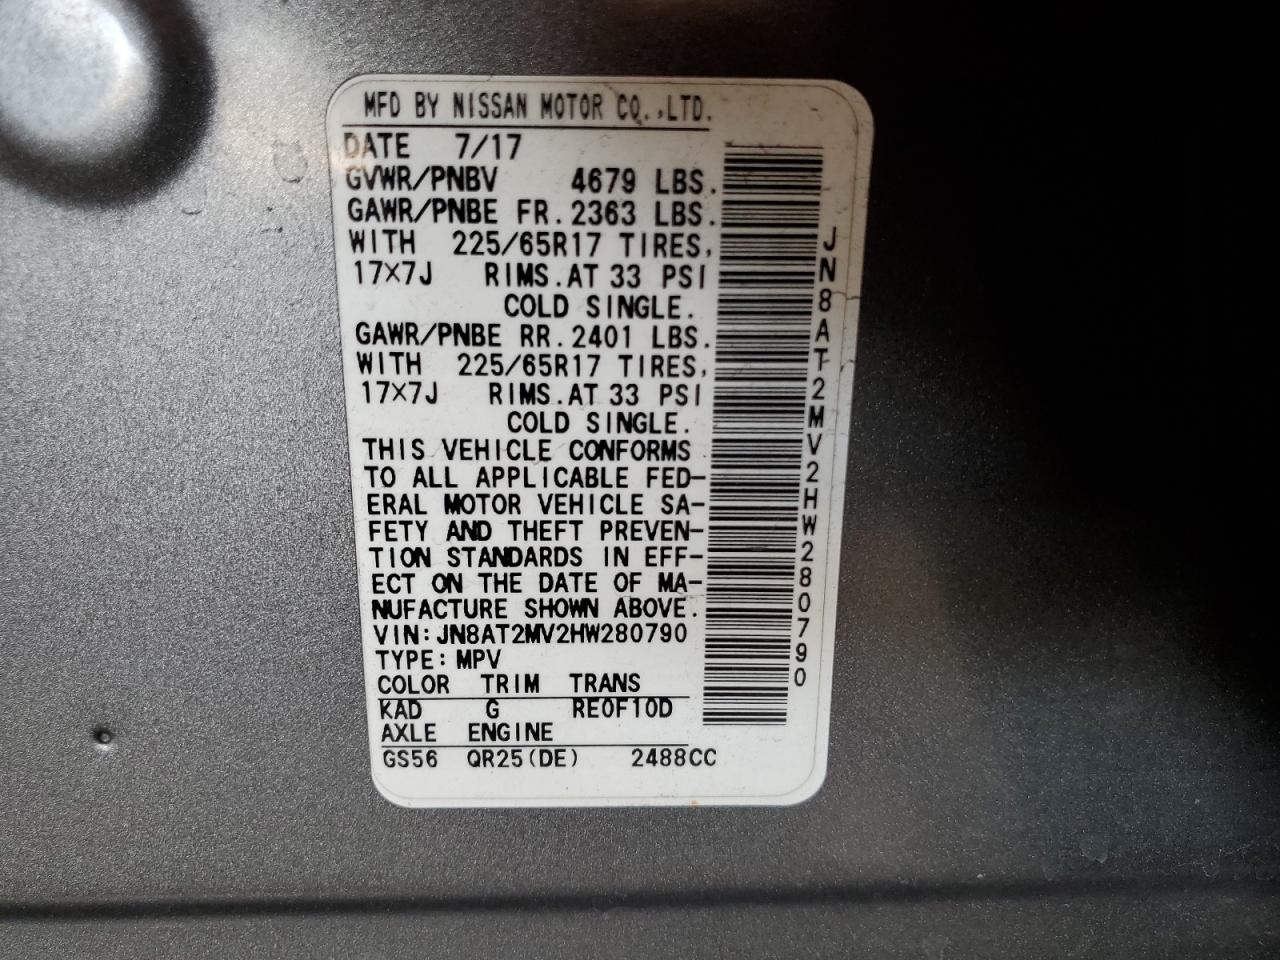 MFD BY NISSAN MOTOR CO.,LTD.
DATE 7/17
GVWR/PNBV 4679 LBS.
GAWR/PNBE FR. 2363 LBS.
WITH 225/65R17 TIRES,
17X7J RIMS.AT 33 PSI
COLD SINGLE.
GAWR/PNBE RR. 2401 LBS.
WITH 225/65R17 TIRES,
17X7J RIMS.AT 33 PSI
COLD SINGLE.
THIS VEHICLE CONFORMS
TO ALL APPLICABLE FED-
ERAL MOTOR VEHICLE SA-
FETY AND THEFT PREVEN-
TION STANDARDS IN EFF-
ECT ON THE DATE OF MA-
NUFACTURE SHOWN ABOVE.
VIN: JN8AT2MV2HW280790
TYPE: MPV
COLOR TRIM TRANS
KAD G RE0F10D
AXLE ENGINE
GS56 QR25(DE) 2488CC
JN8AT2MV2HW280790